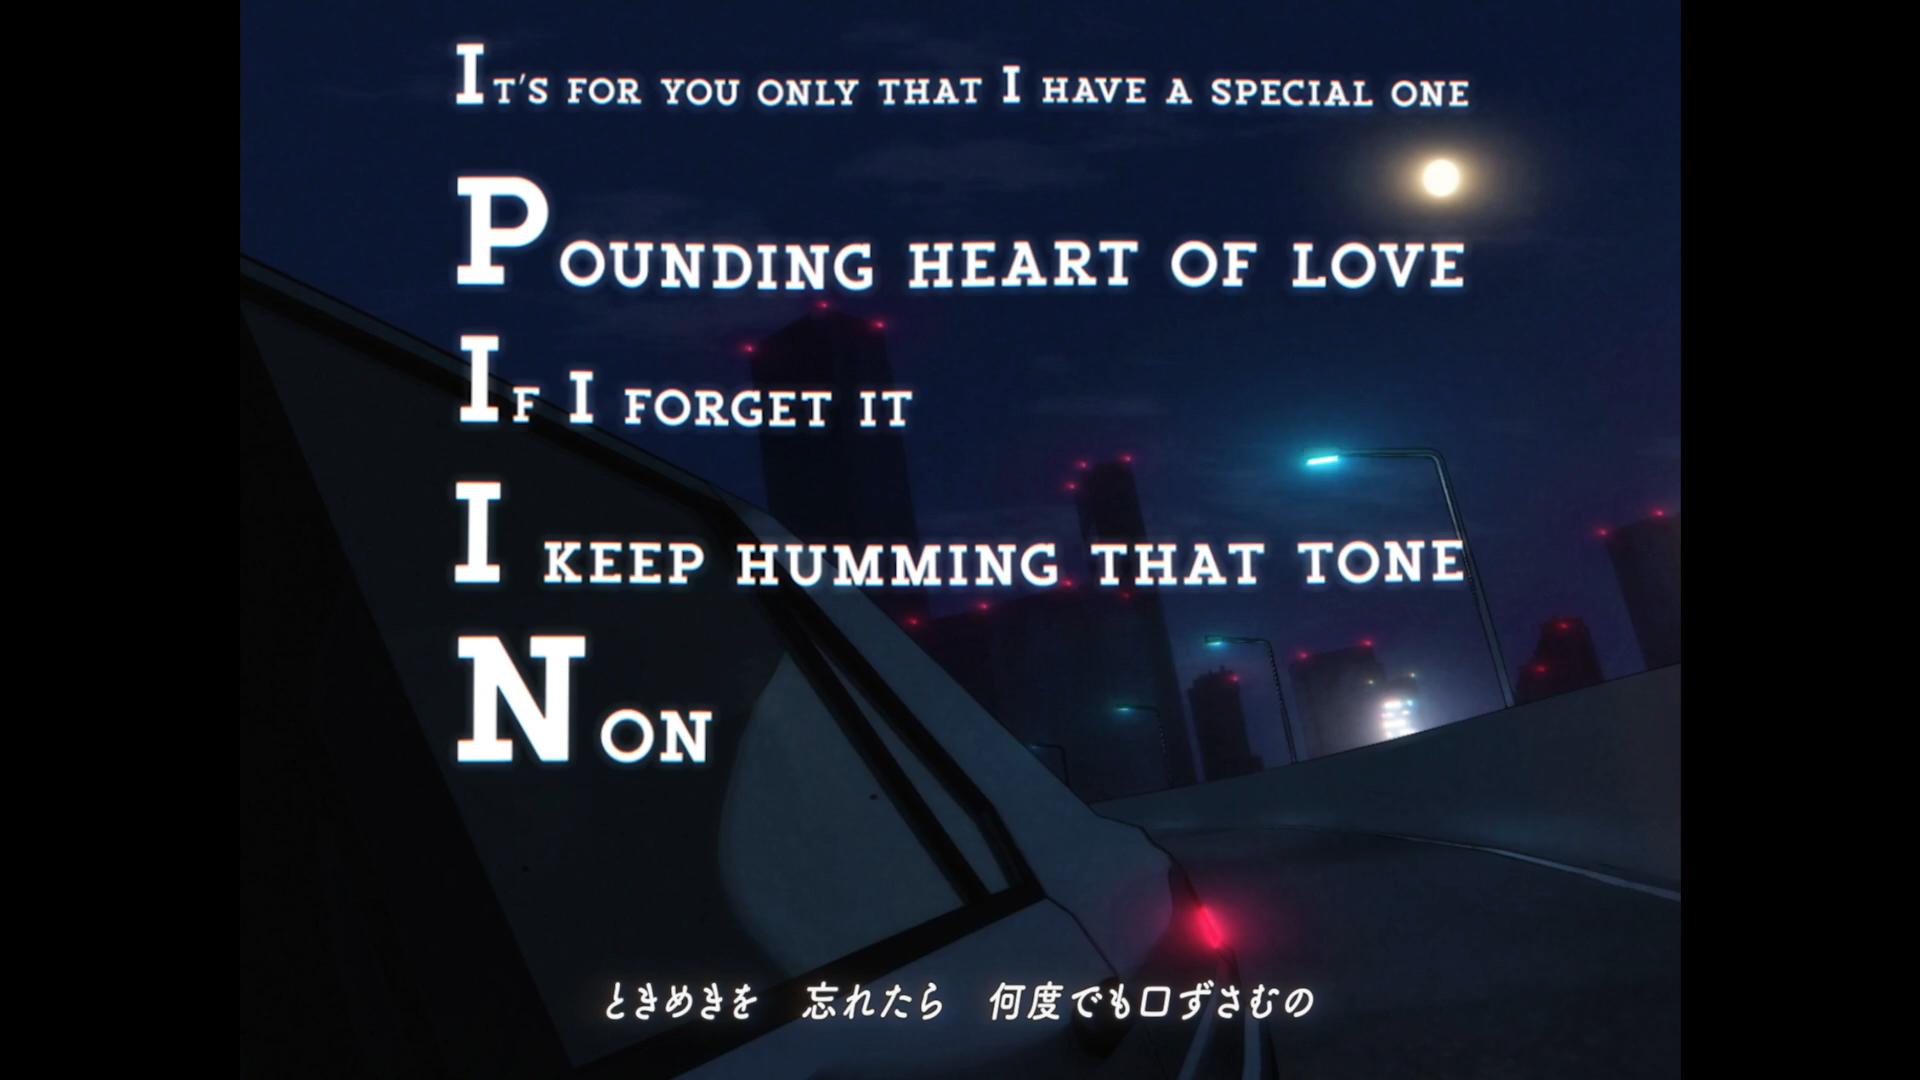 It's for you only that I have a special one
Pounding heart of love
If I forget it
I keep humming that tone
Non
ときめきを　忘れたら　何度でも口ずさむの